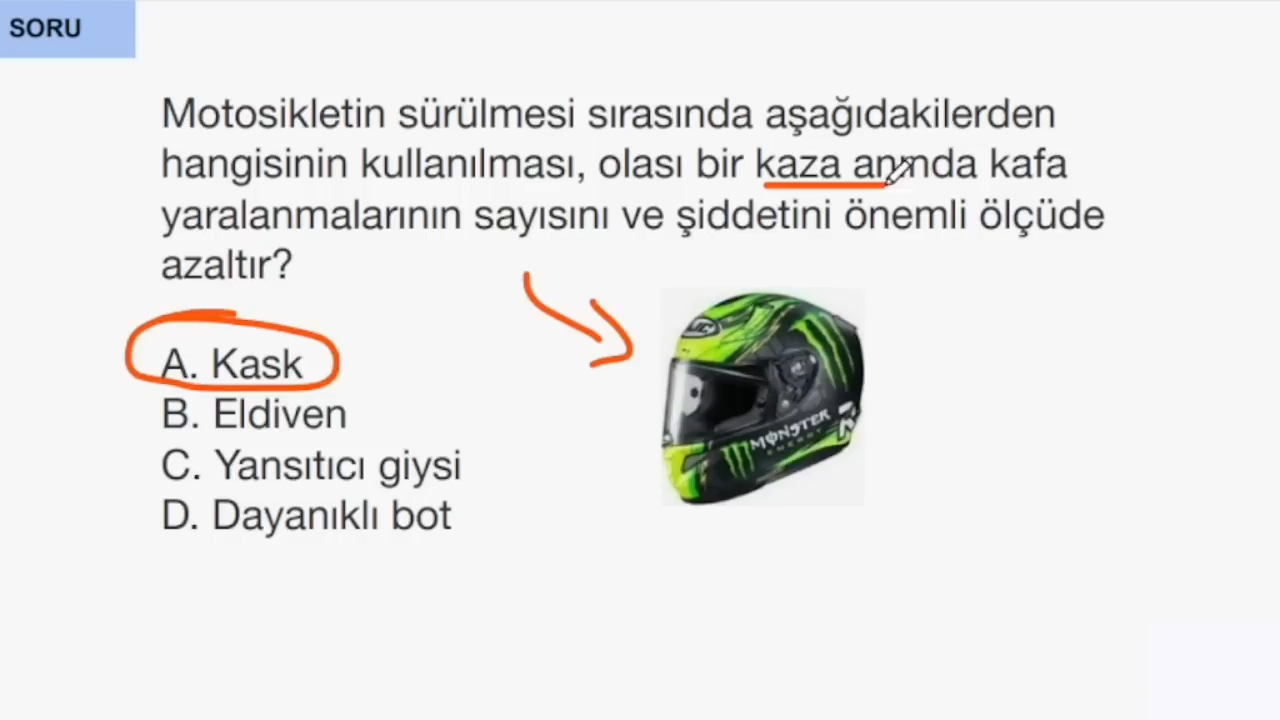 SORU
Motosikletin sürülmesi sırasında aşağıdakilerden
hangisinin kullanılması, olası bir kaza anında kafa
yaralanmalarının sayısını ve şiddetini önemli ölçüde
azaltır?
A. Kask
B. Eldiven
C. Yansıtıcı giysi
D. Dayanıklı bot
HJC
MONSTER
ENERGY